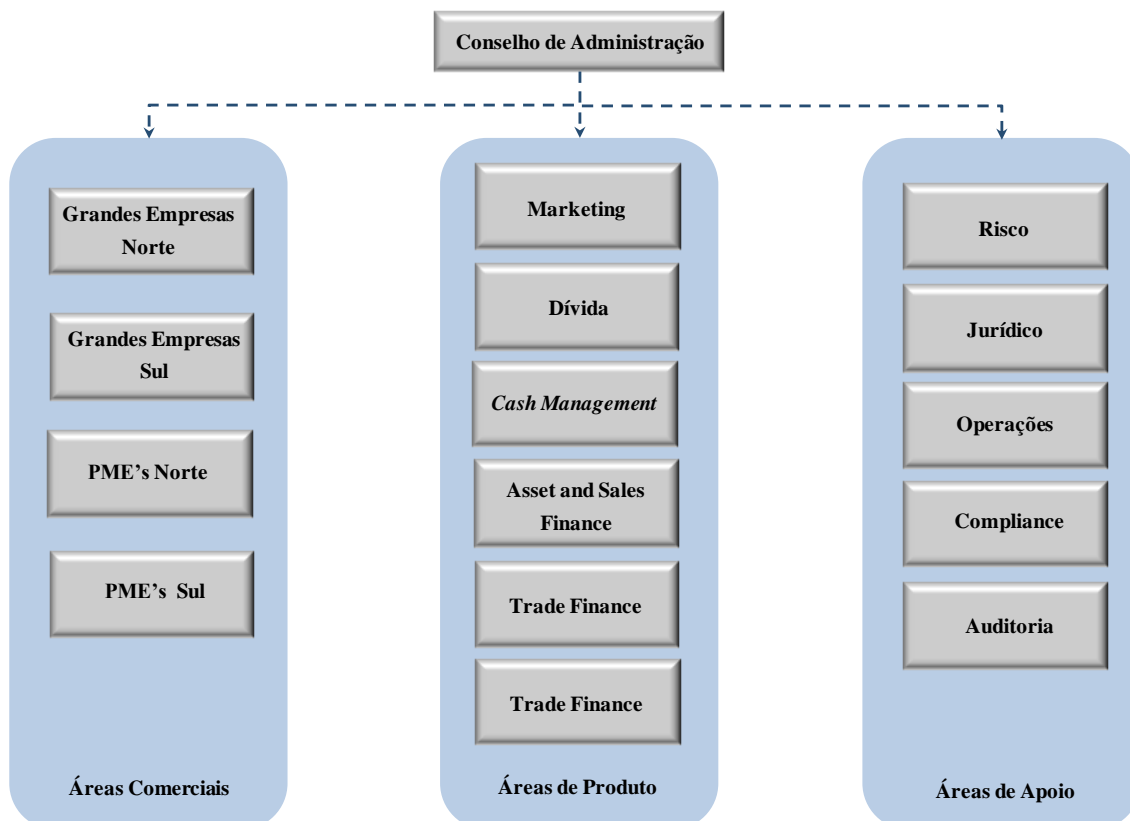 Conselho de Administração
Grandes Empresas
Norte
Grandes Empresas
Sul
PME’s Norte
PME’s Sul
Áreas Comerciais
Marketing
Dívida
Cash Management
Asset and Sales
Finance
Trade Finance
Trade Finance
Áreas de Produto
Risco
Jurídico
Operações
Compliance
Auditoria
Áreas de Apoio